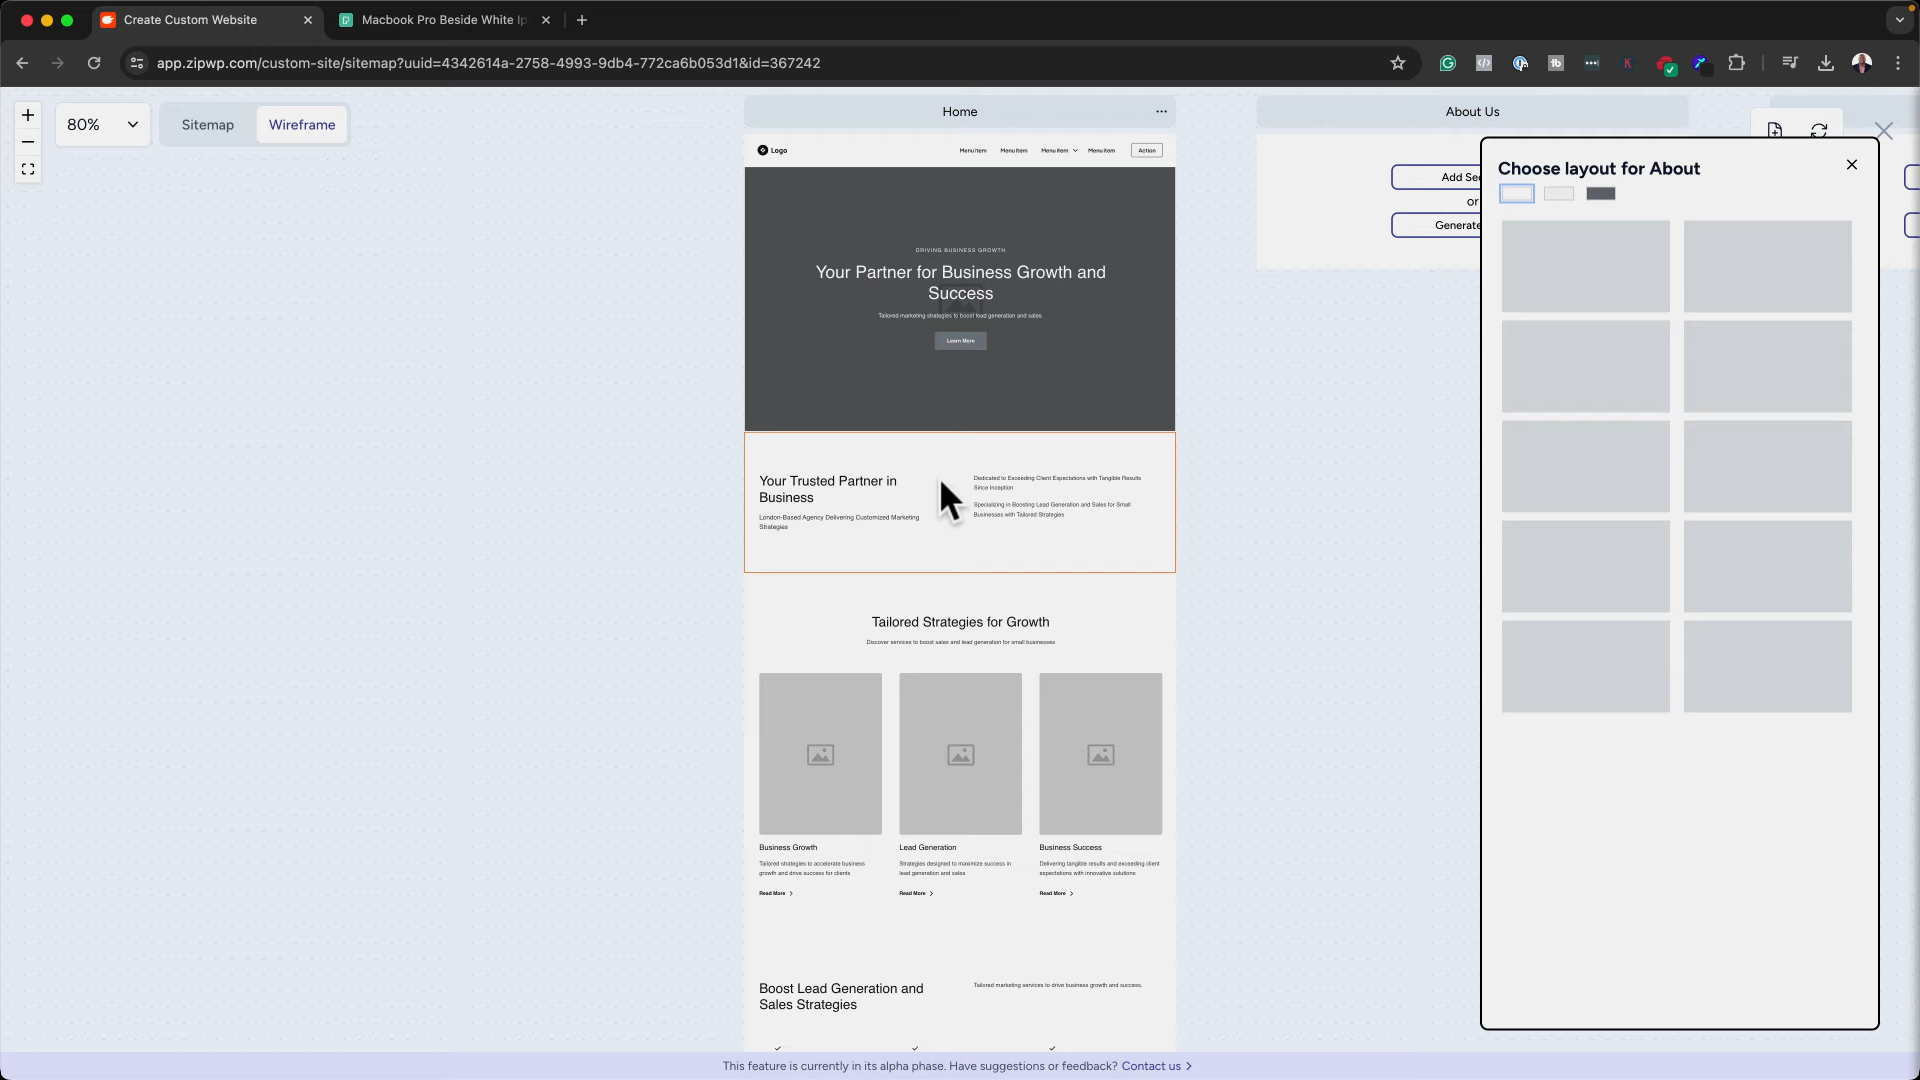 Create Custom Website
Macbook Pro Beside White Ip
app.zipwp.com/custom-site/sitemap?uuid=4342614a-2758-4993-9db4-772ca6b053d1&id=367242
80%
Sitemap
Wireframe
Home
About Us
Logo
Menu item
Menu item
Menu item
Menu item
Action
DRIVING BUSINESS GROWTH
Your Partner for Business Growth and
Success
Tailored marketing strategies to boost lead generation and sales.
Learn More
Your Trusted Partner in
Business
London-Based Agency Delivering Customized Marketing
Strategies
Dedicated to Exceeding Client Expectations with Tangible Results
Since Inception
Specializing in Boosting Lead Generation and Sales for Small
Businesses with Tailored Strategies
Tailored Strategies for Growth
Discover services to boost sales and lead generation for small businesses
Business Growth
Tailored strategies to accelerate business
growth and drive success for clients
Read More
Lead Generation
Strategies designed to maximize success in
lead generation and sales
Read More
Business Success
Delivering tangible results and exceeding client
expectations with innovative solutions
Read More
Boost Lead Generation and
Sales Strategies
Tailored marketing services to drive business growth and success.
Add Sec
or
Generate
Choose layout for About
This feature is currently in its alpha phase. Have suggestions or feedback? Contact us